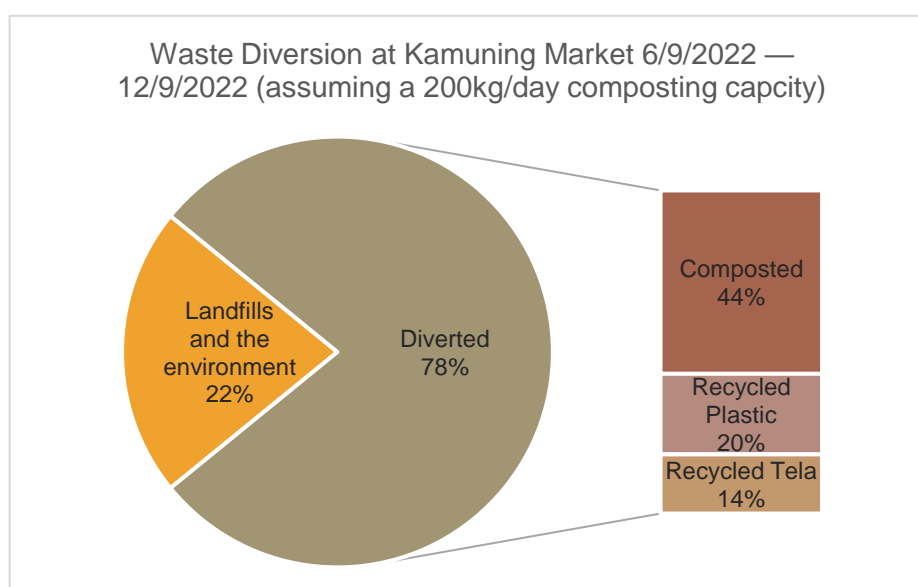 Waste Diversion at Kamuning Market 6/9/2022 —
12/9/2022 (assuming a 200kg/day composting capcity)
Landfills
and the
environment
22%
Diverted
78%
Composted
44%
Recycled
Plastic
20%
Recycled Tela
14%